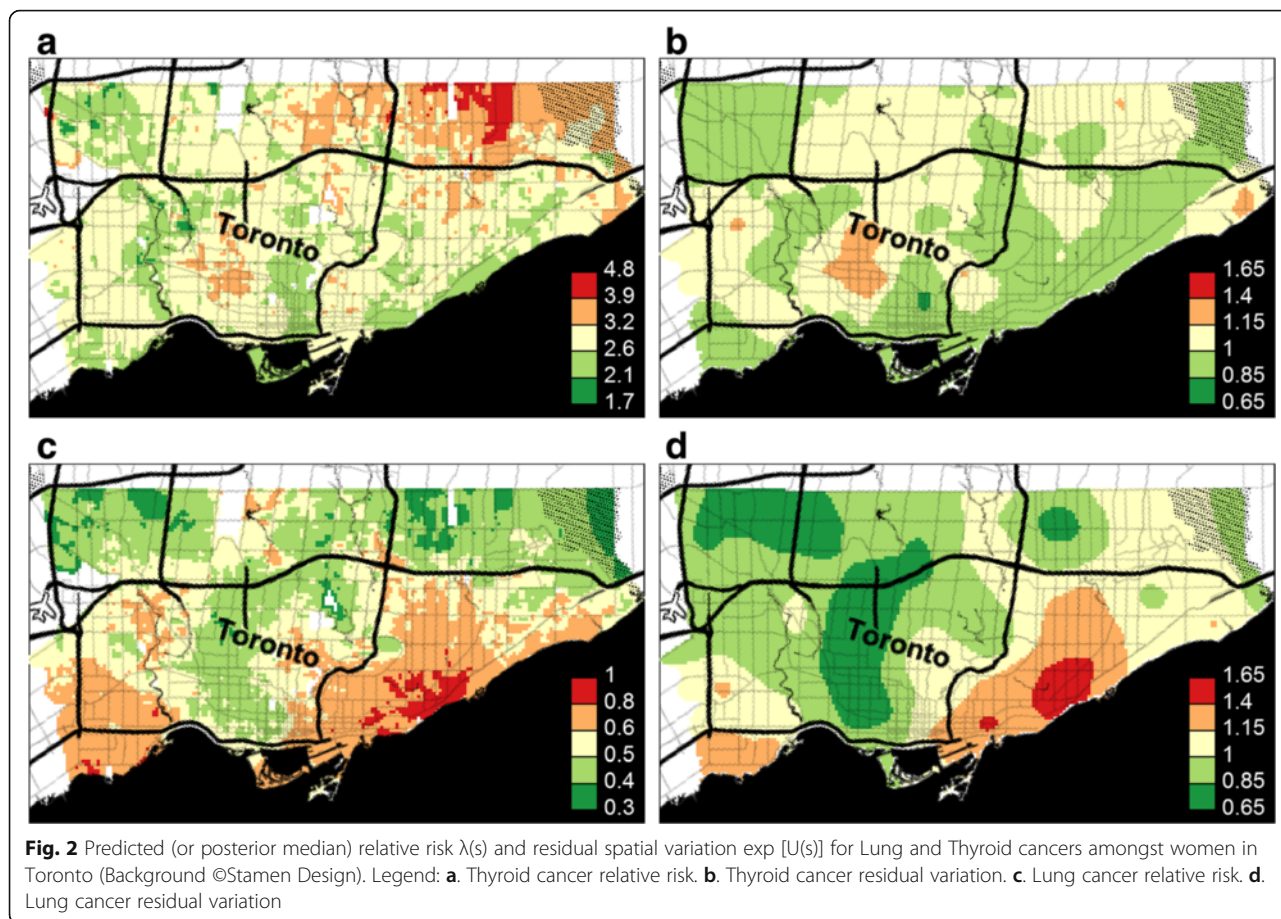 a
b
Toronto
4.8
3.9
3.2
2.6
2.1
1.7
Toronto
1.65
1.4
1.15
1
0.85
0.65
c
d
Toronto
1
0.8
0.6
0.5
0.4
0.3
Toronto
1.65
1.4
1.15
1
0.85
0.65
Fig. 2 Predicted (or posterior median) relative risk λ(s) and residual spatial variation exp [U(s)] for Lung and Thyroid cancers amongst women in
Toronto (Background ©Stamen Design). Legend: a. Thyroid cancer relative risk. b. Thyroid cancer residual variation. c. Lung cancer relative risk. d.
Lung cancer residual variation